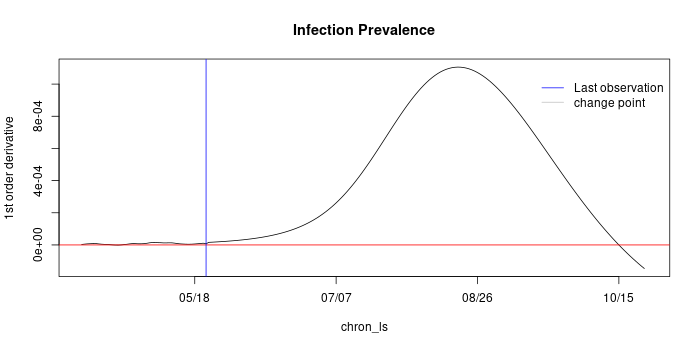 Infection Prevalence
1st order derivative
8e-04
4e-04
0e+00
Last observation
change point
05/18
07/07
08/26
10/15
chron_ls